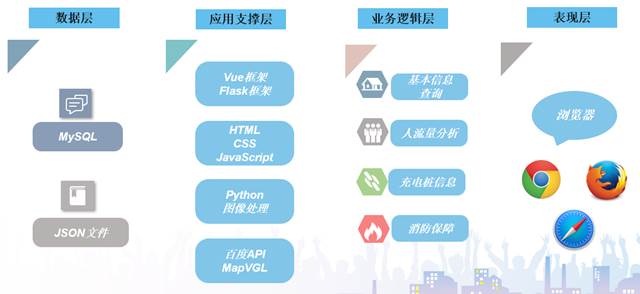 数据层
MySQL
JSON文件
应用支撑层
Vue框架
Flask框架
HTML
CSS
JavaScript
Python
图像处理
百度API
MapVGL
业务逻辑层
基本信息
查询
人流量分析
充电桩信息
消防保障
表现层
浏览器